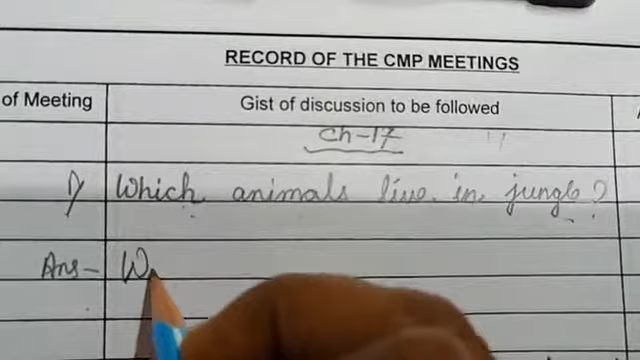 RECORD OF THE CMP MEETINGS
of Meeting
Gist of discussion to be followed
Ch-17
1) Which animals live in jungle?
Ans- W